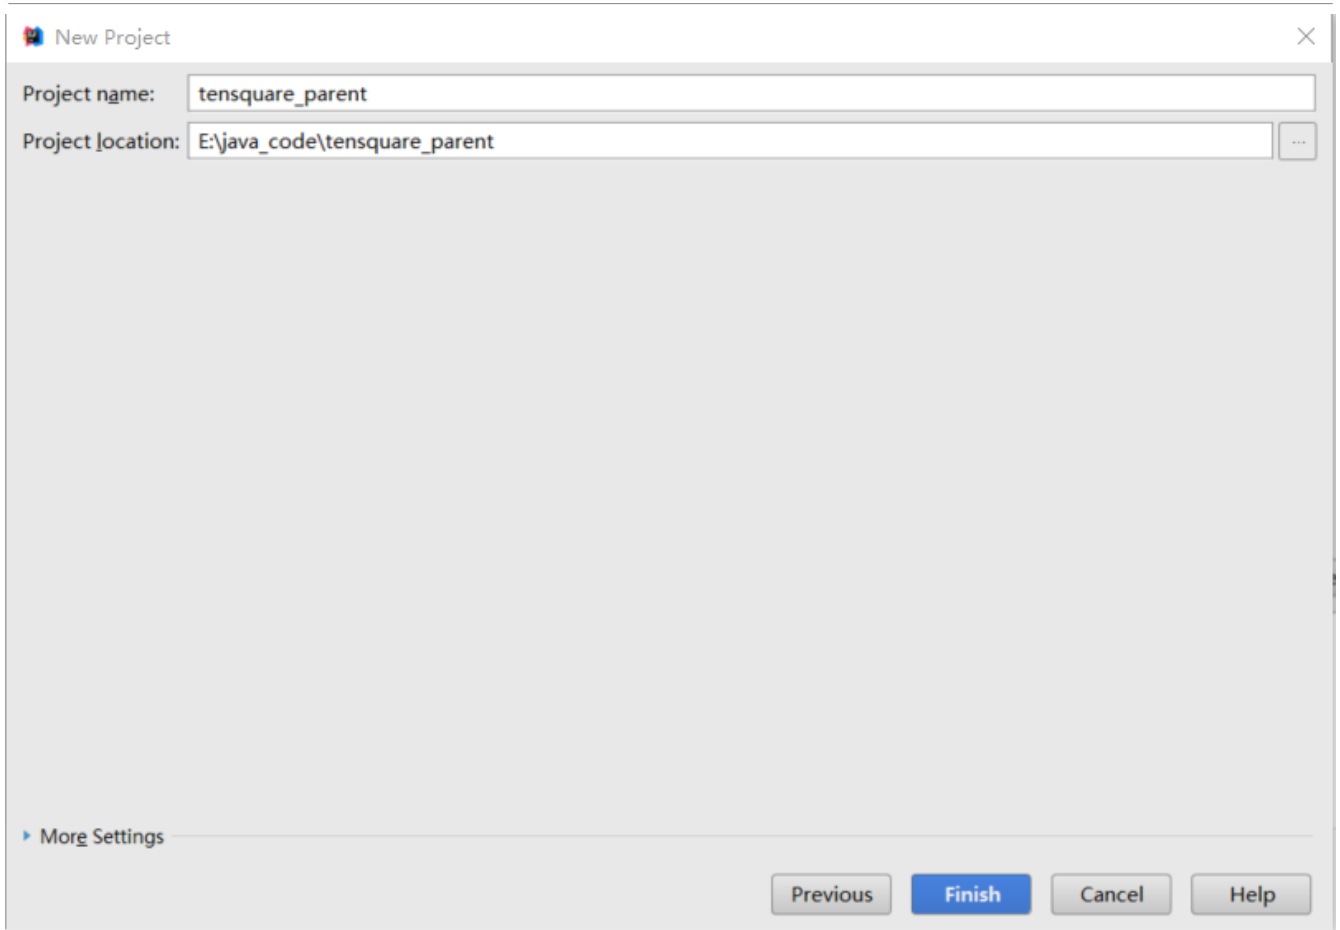 New Project
Project name: tensquare_parent
Project location: E:\java_code\tensquare_parent ...
More Settings
Previous Finish Cancel Help